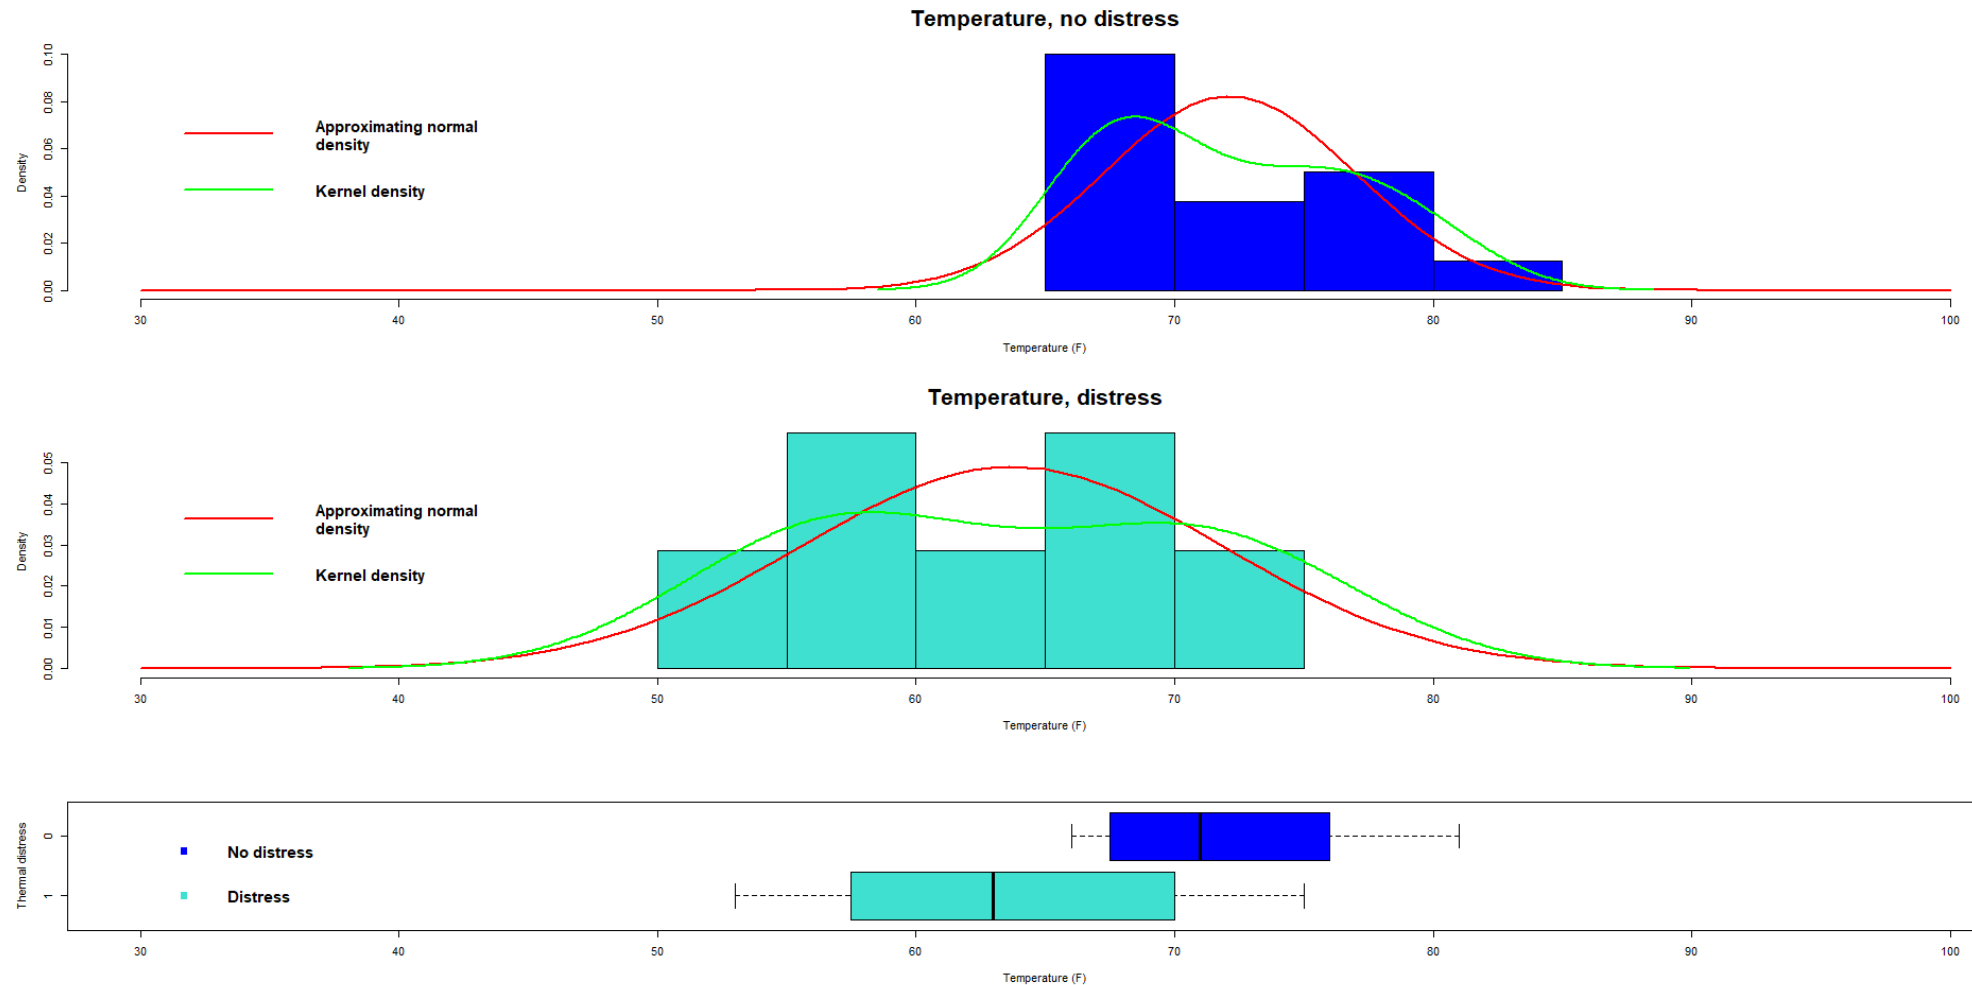 Temperature, no distress
0.10
0.08
0.06
0.04
0.02
0.00
Density
Approximating normal
density
Kernel density
30 40 50 60 70 80 90 100
Temperature (F)
Temperature, distress
0.05
0.04
0.03
0.02
0.01
0.00
Density
Approximating normal
density
Kernel density
30 40 50 60 70 80 90 100
Temperature (F)
Thermal distress
0
1
No distress
Distress
30 40 50 60 70 80 90 100
Temperature (F)